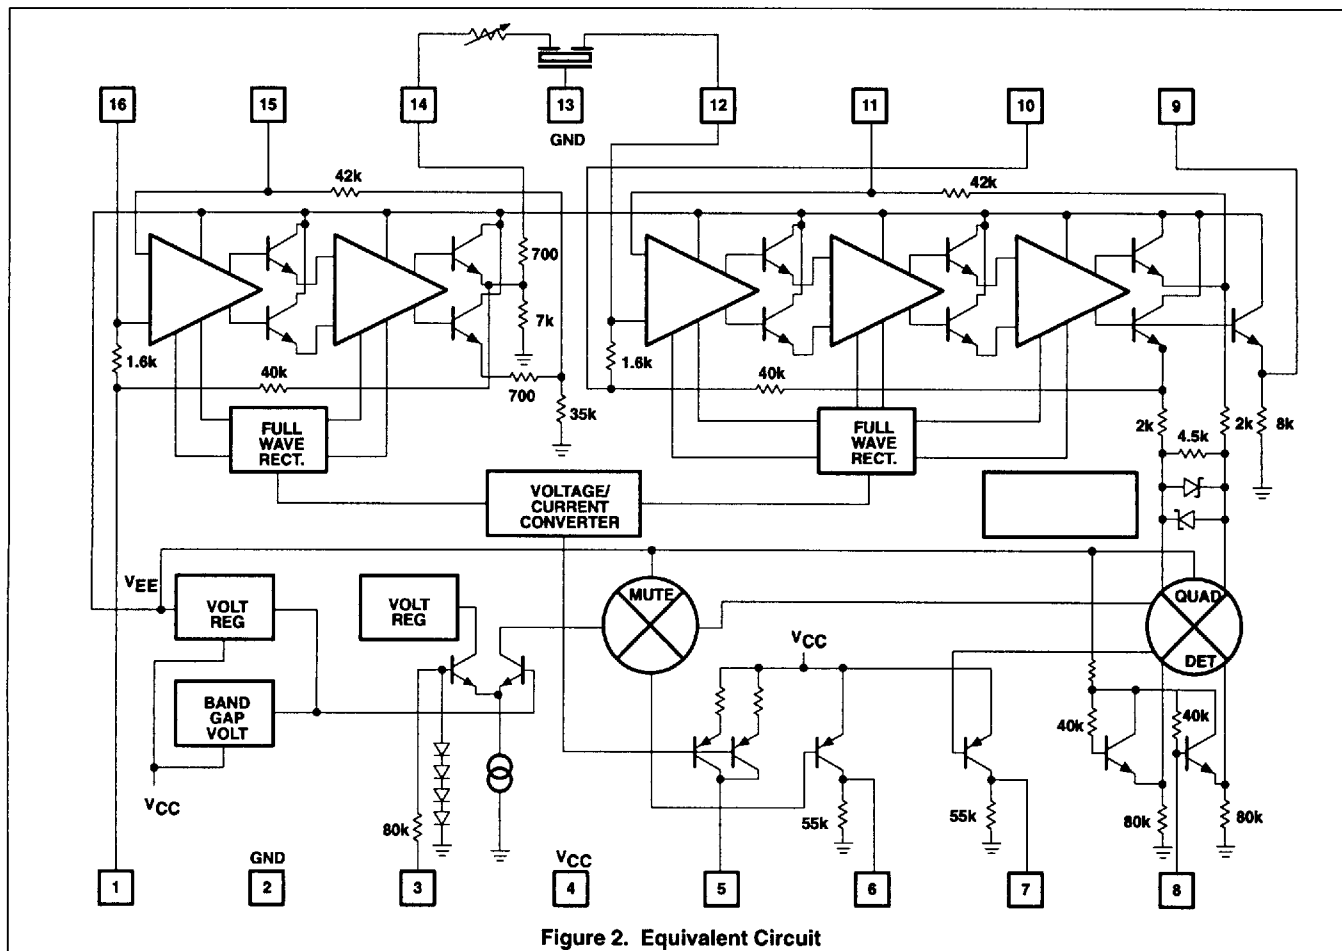 16
15
14
13
12
11
10
9
GND
42k
42k
700
7k
1.6k
40k
700
35k
1.6k
40k
2k
2k
8k
4.5k
FULL
WAVE
RECT.
FULL
WAVE
RECT.
VOLTAGE/
CURRENT
CONVERTER
VEE
VOLT
REG
VOLT
REG
MUTE
QUAD
DET
VCC
BAND
GAP
VOLT
VCC
40k
40k
80k
55k
55k
80k
80k
GND
VCC
1
2
3
4
5
6
7
8
Figure 2. Equivalent Circuit